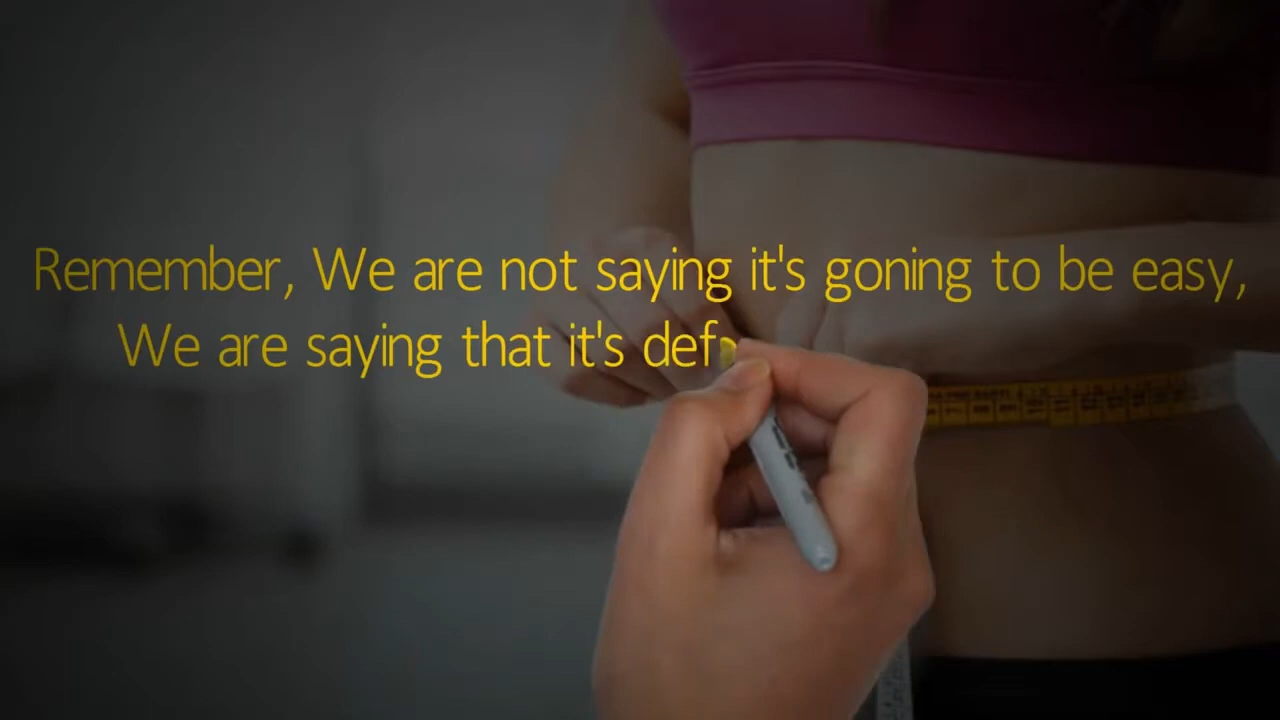 Remember, We are not saying it's goning to be easy,
We are saying that it's def